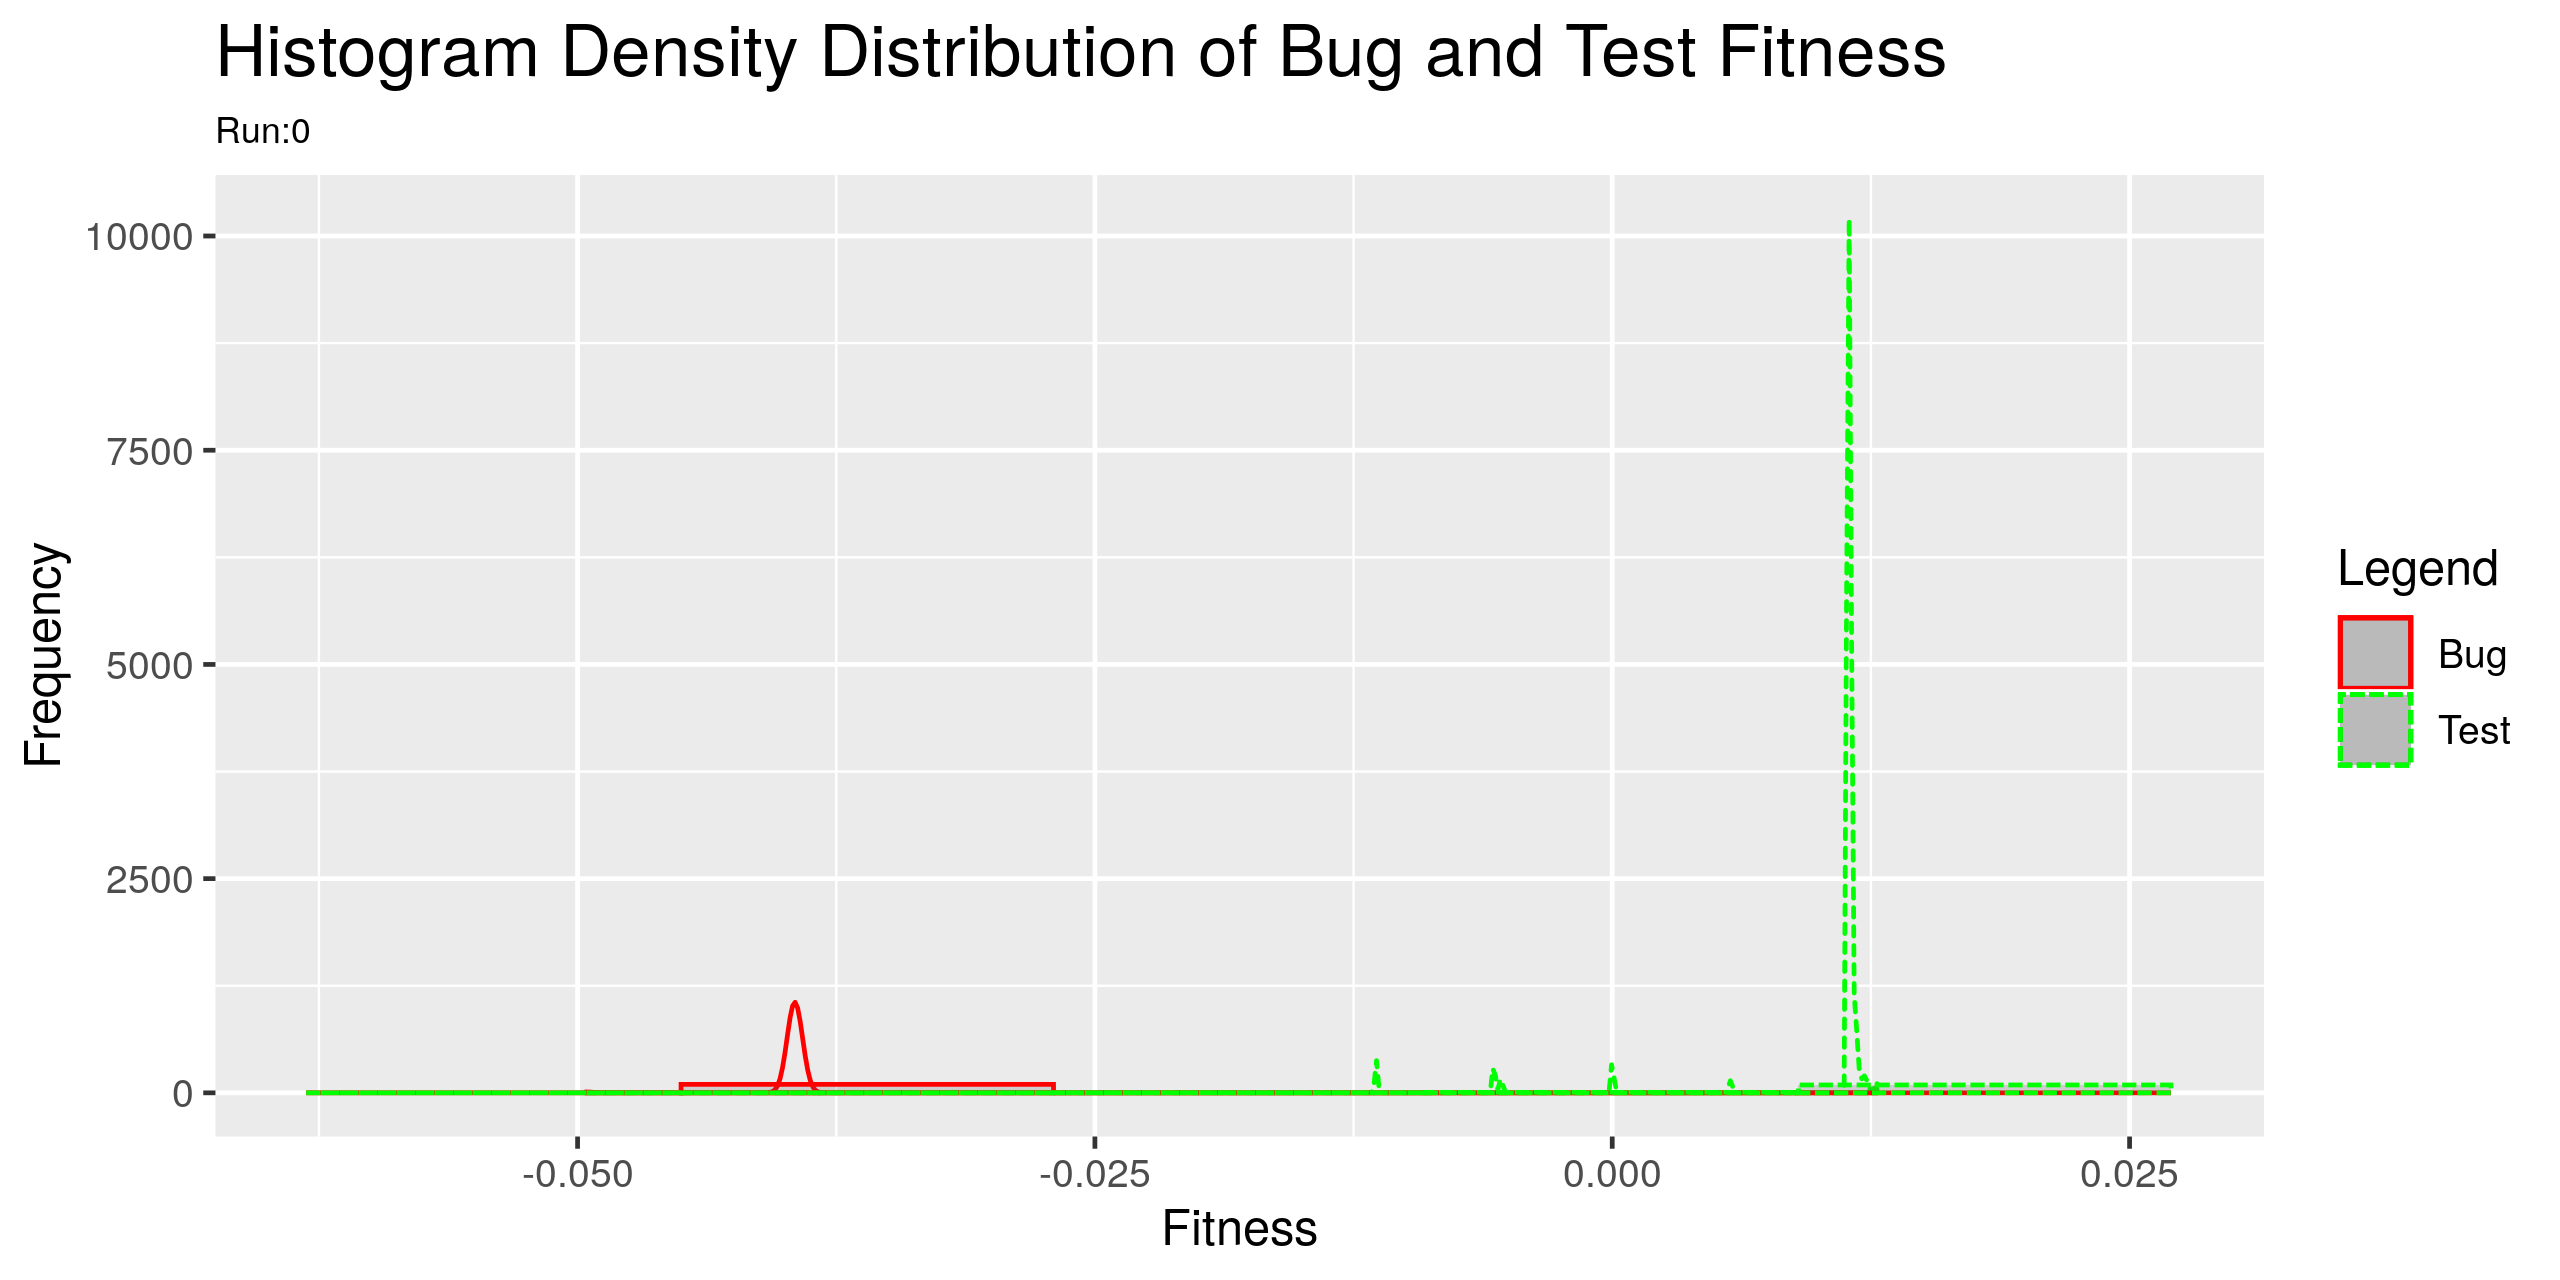 Histogram Density Distribution of Bug and Test Fitness
Run:0
10000
7500
5000
2500
0
Frequency
-0.050
-0.025
0.000
0.025
Fitness
Legend
Bug
Test